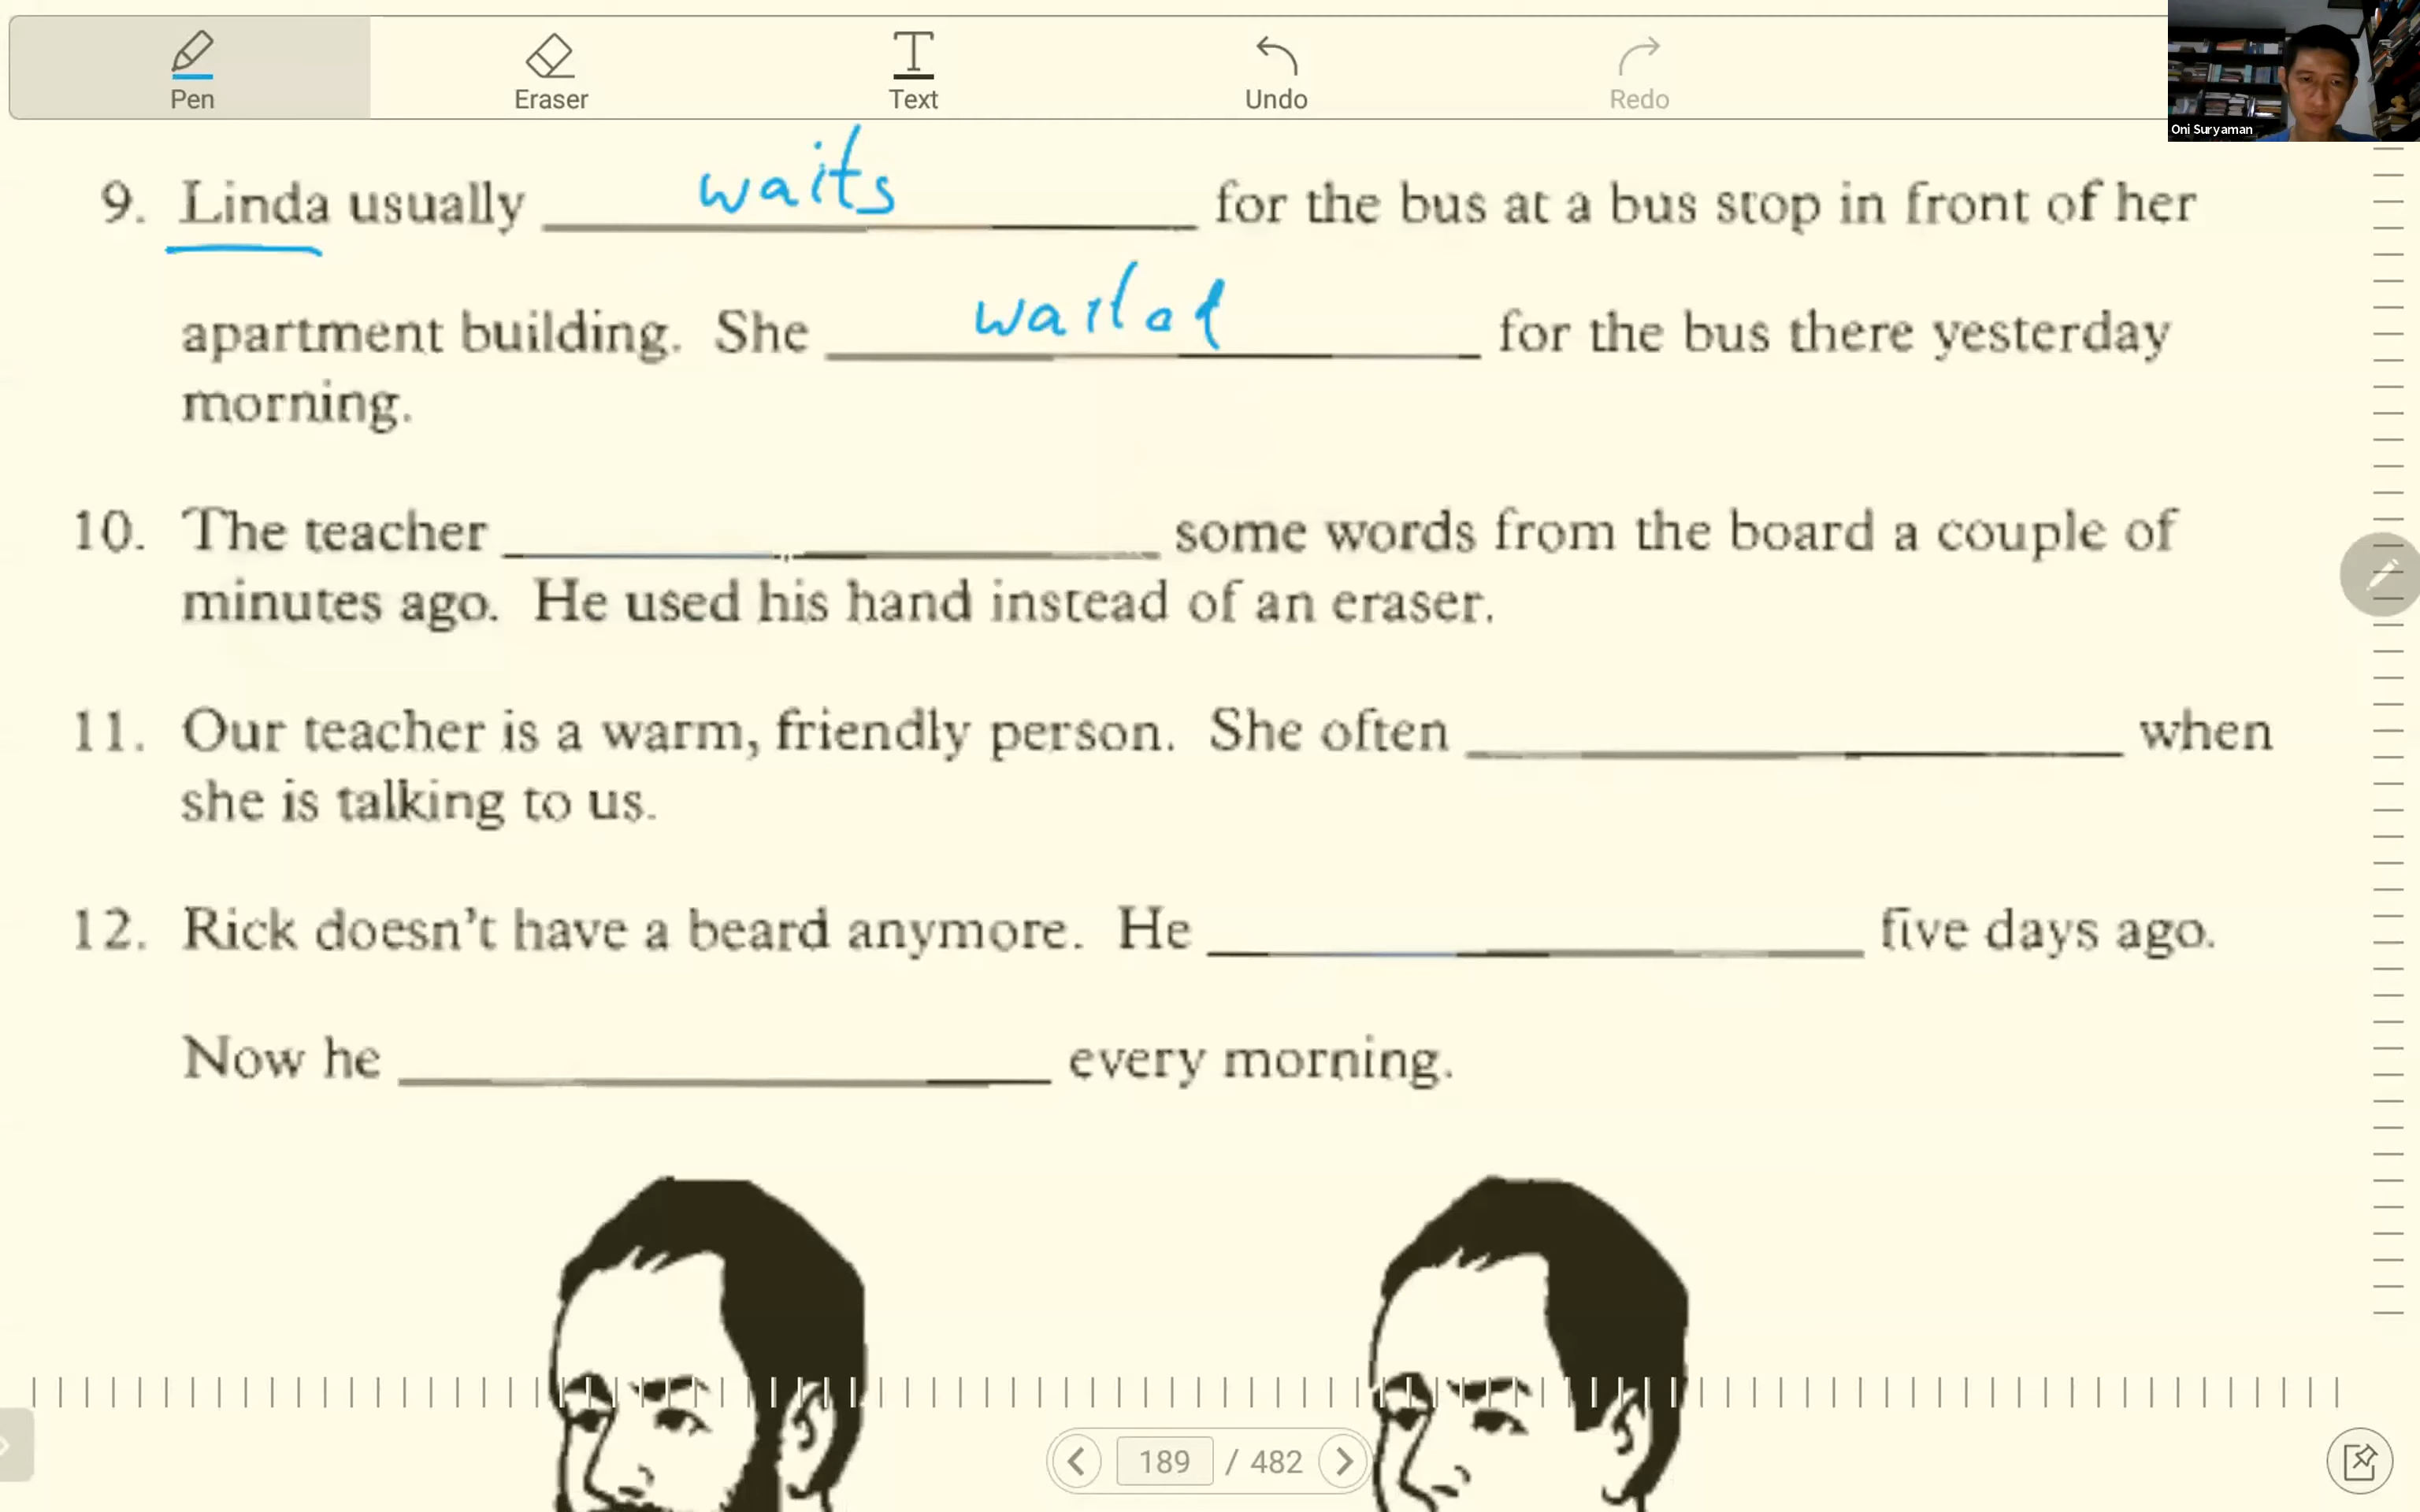 Pen Eraser Text Undo Redo
Oni Suryaman
9. Linda usually waits for the bus at a bus stop in front of her
apartment building. She waited for the bus there yesterday
morning.
10. The teacher some words from the board a couple of
minutes ago. He used his hand instead of an eraser.
11. Our teacher is a warm, friendly person. She often when
she is talking to us.
12. Rick doesn't have a beard anymore. He five days ago.
Now he every morning.
189 / 482